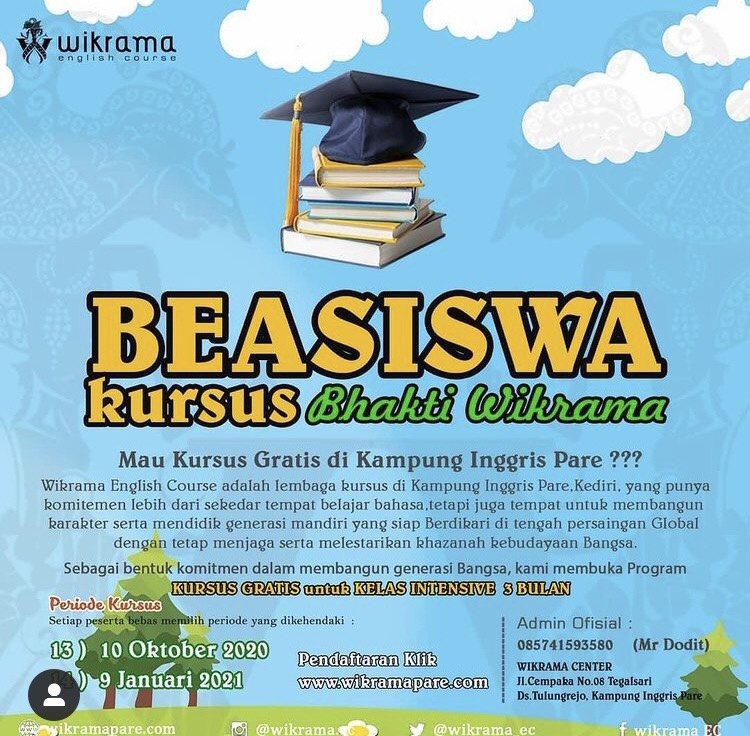 wikrama
english course
BEASISWA
kursus Bhakti Wikrama
Mau Kursus Gratis di Kampung Inggris Pare ???
Wikrama English Course adalah lembaga kursus di Kampung Inggris Pare,Kediri, yang punya
komitemen lebih dari sekedar tempat belajar bahasa,tetapi juga tempat untuk membangun
karakter serta mendidik generasi mandiri yang siap Berdikari di tengah persaingan Global
dengan tetap menjaga serta melestarikan khazanah kebudayaan Bangsa.
Sebagai bentuk komitmen dalam membangun generasi Bangsa, kami membuka Program
KURSUS GRATIS untuk KELAS INTENSIVE 3 BULAN
Periode Kursus
Setiap peserta bebas memilih periode yang dikehendaki :
13 ) 10 Oktober 2020
9 Januari 2021
Pendaftaran Klik
www.wikramapare.com
Admin Ofisial :
085741593580 (Mr Dodit)
WIKRAMA CENTER
Jl.Cempaka No.08 Tegalsari
Ds.Tulungrejo, Kampung Inggris Pare
@wikrama_ec
@wikrama_ec
f wikrama EC